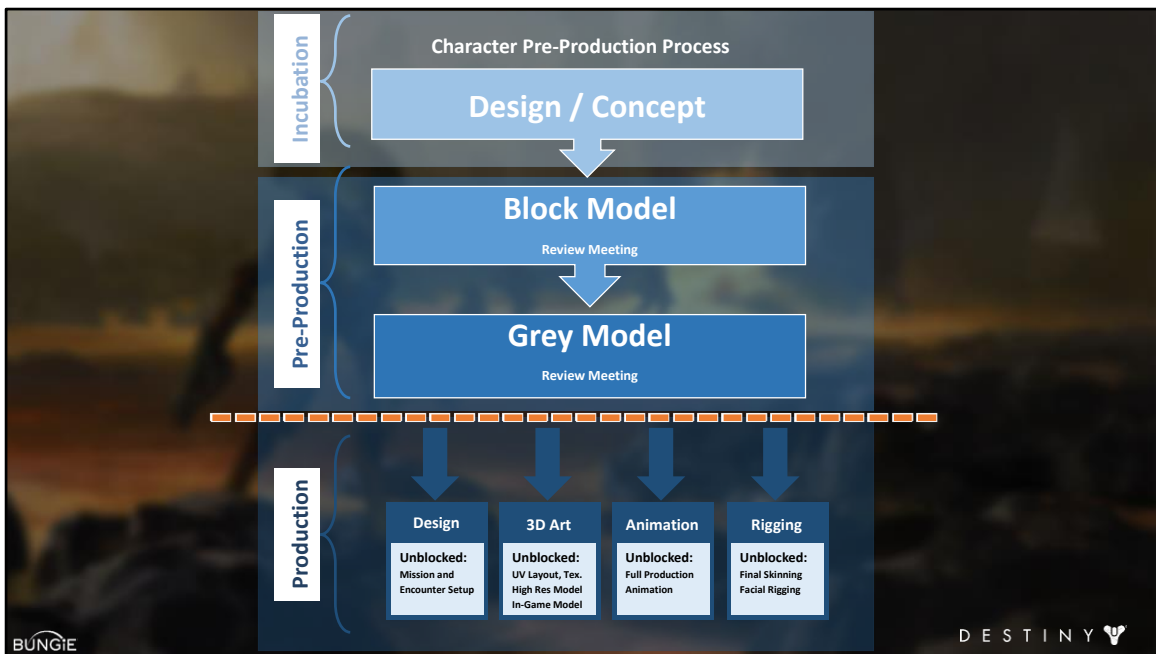 Character Pre-Production Process
Incubation
Design / Concept
Pre-Production
Block Model
Review Meeting
Grey Model
Review Meeting
Production
Design
Unblocked:
Mission and
Encounter Setup
3D Art
Unblocked:
UV Layout, Tex.
High Res Model
In-Game Model
Animation
Unblocked:
Full Production
Animation
Rigging
Unblocked:
Final Skinning
Facial Rigging
BUNGiE
DESTINY